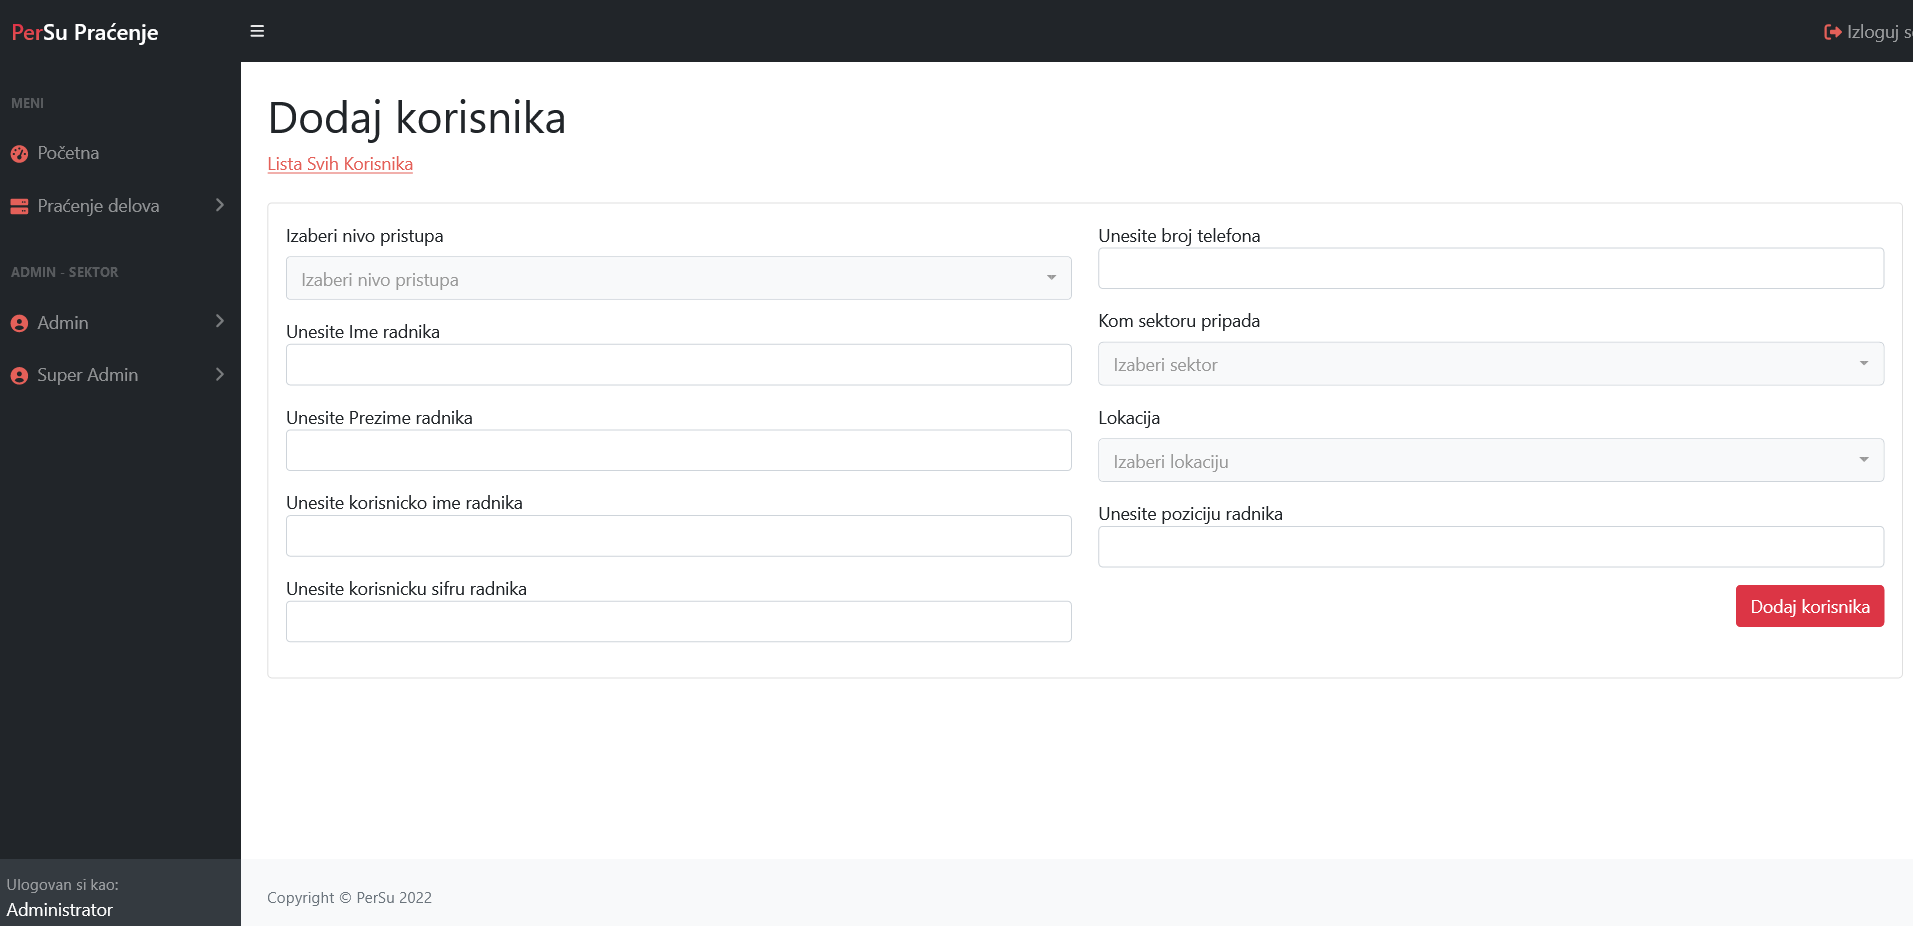 PerSu Praćenje
Izloguj s
MENI
Početna
Praćenje delova
ADMIN - SEKTOR
Admin
Super Admin
Ulogovan si kao:
Administrator
Dodaj korisnika
Lista Svih Korisnika
Izaberi nivo pristupa
Izaberi nivo pristupa
Unesite Ime radnika
Unesite Prezime radnika
Unesite korisnicko ime radnika
Unesite korisnicku sifru radnika
Unesite broj telefona
Kom sektoru pripada
Izaberi sektor
Lokacija
Izaberi lokaciju
Unesite poziciju radnika
Dodaj korisnika
Copyright © PerSu 2022